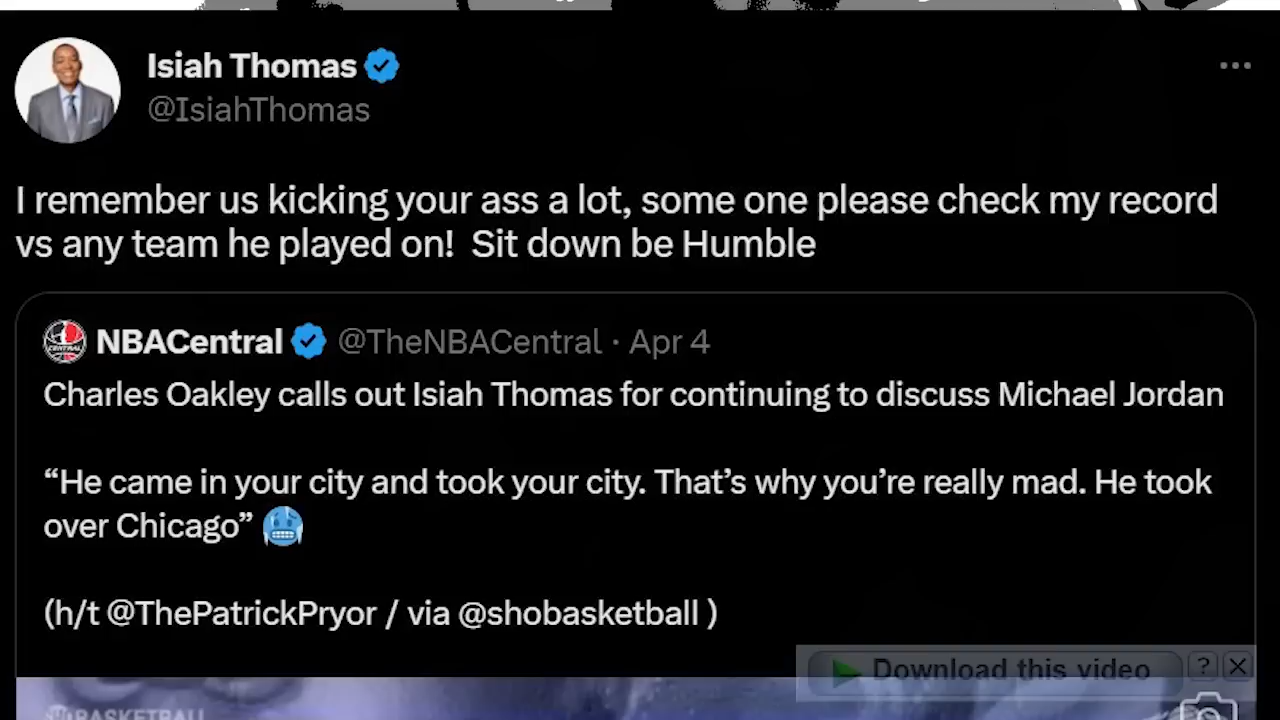 Isiah Thomas
@IsiahThomas
I remember us kicking your ass a lot, some one please check my record
vs any team he played on!  Sit down be Humble
NBACentral @TheNBACentral · Apr 4
Charles Oakley calls out Isiah Thomas for continuing to discuss Michael Jordan
“He came in your city and took your city. That’s why you’re really mad. He took
over Chicago” 🥶
(h/t @ThePatrickPryor / via @shobasketball )
Download this video ?
BASKETBALL